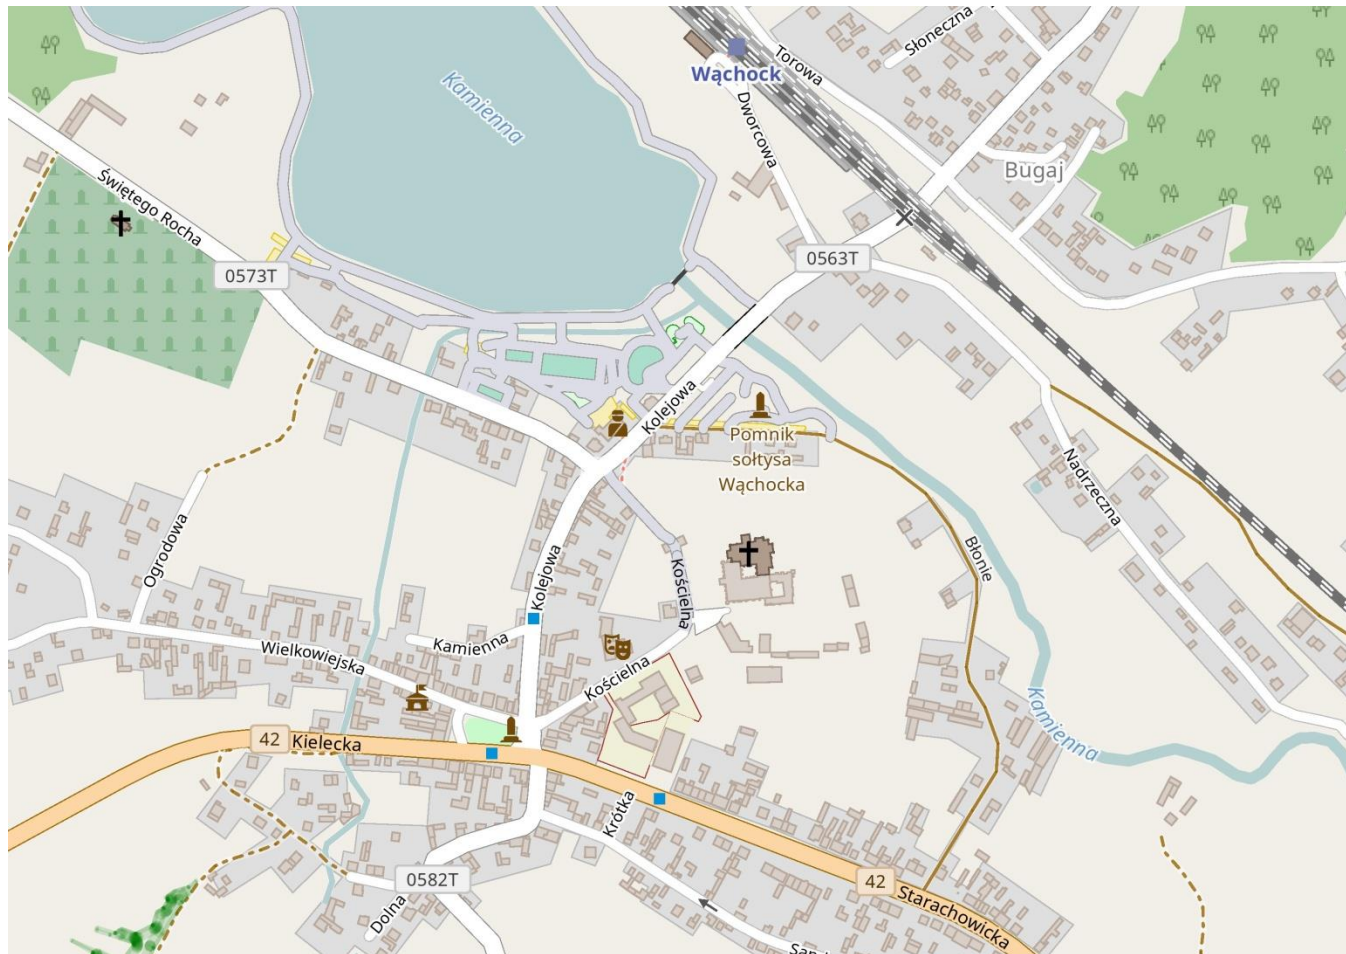 Słoneczna
Torowa
Wąchock
Kamienna
Dworcowa
Bugaj
Świętego Rocha
0573T
0563T
Kolejowa
Pomnik
sołtysa
Wąchocka
Nadrzeczna
Ogrodowa
Błonie
Kolejowa
Kościelna
Kamienna
Wielkowiejska
Kościelna
Kamienna
42
Kielecka
Krótka
0582T
42
Starachowicka
Dolna